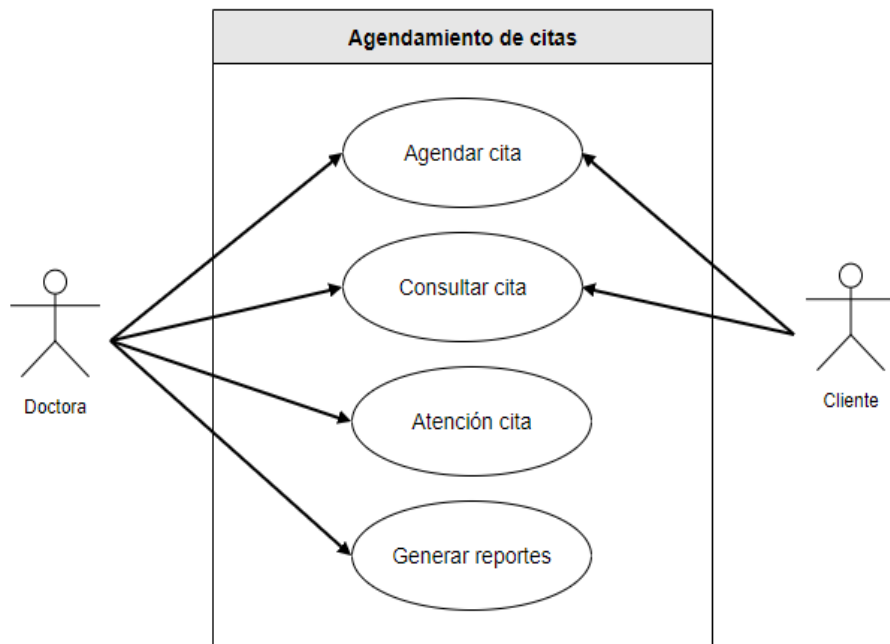 Agendamiento de citas
Agendar cita
Consultar cita
Doctora
Cliente
Atención cita
Generar reportes